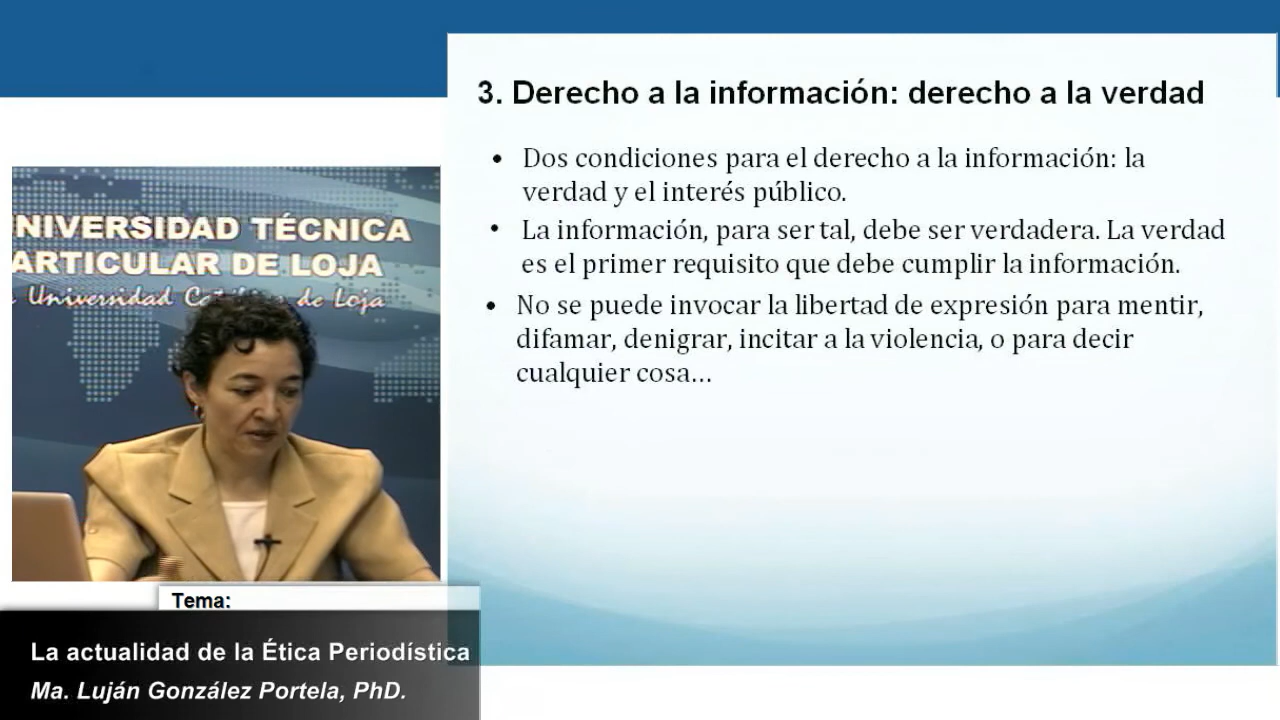 3. Derecho a la información: derecho a la verdad
• Dos condiciones para el derecho a la información: la
verdad y el interés público.
• La información, para ser tal, debe ser verdadera. La verdad
es el primer requisito que debe cumplir la información.
• No se puede invocar la libertad de expresión para mentir,
difamar, denigrar, incitar a la violencia, o para decir
cualquier cosa...
NIVERSIDAD TÉCNICA
ARTICULAR DE LOJA
Universidad de Loja
Tema:
La actualidad de la Ética Periodística
Ma. Luján González Portela, PhD.